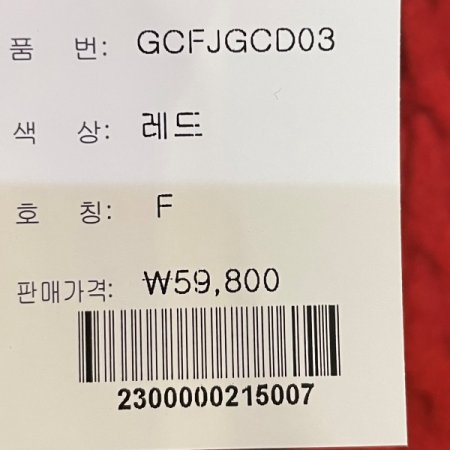 품 번: GCFJGCD03
색 상: 레드
호 칭: F
판매가격: ₩59,800
2300000215007